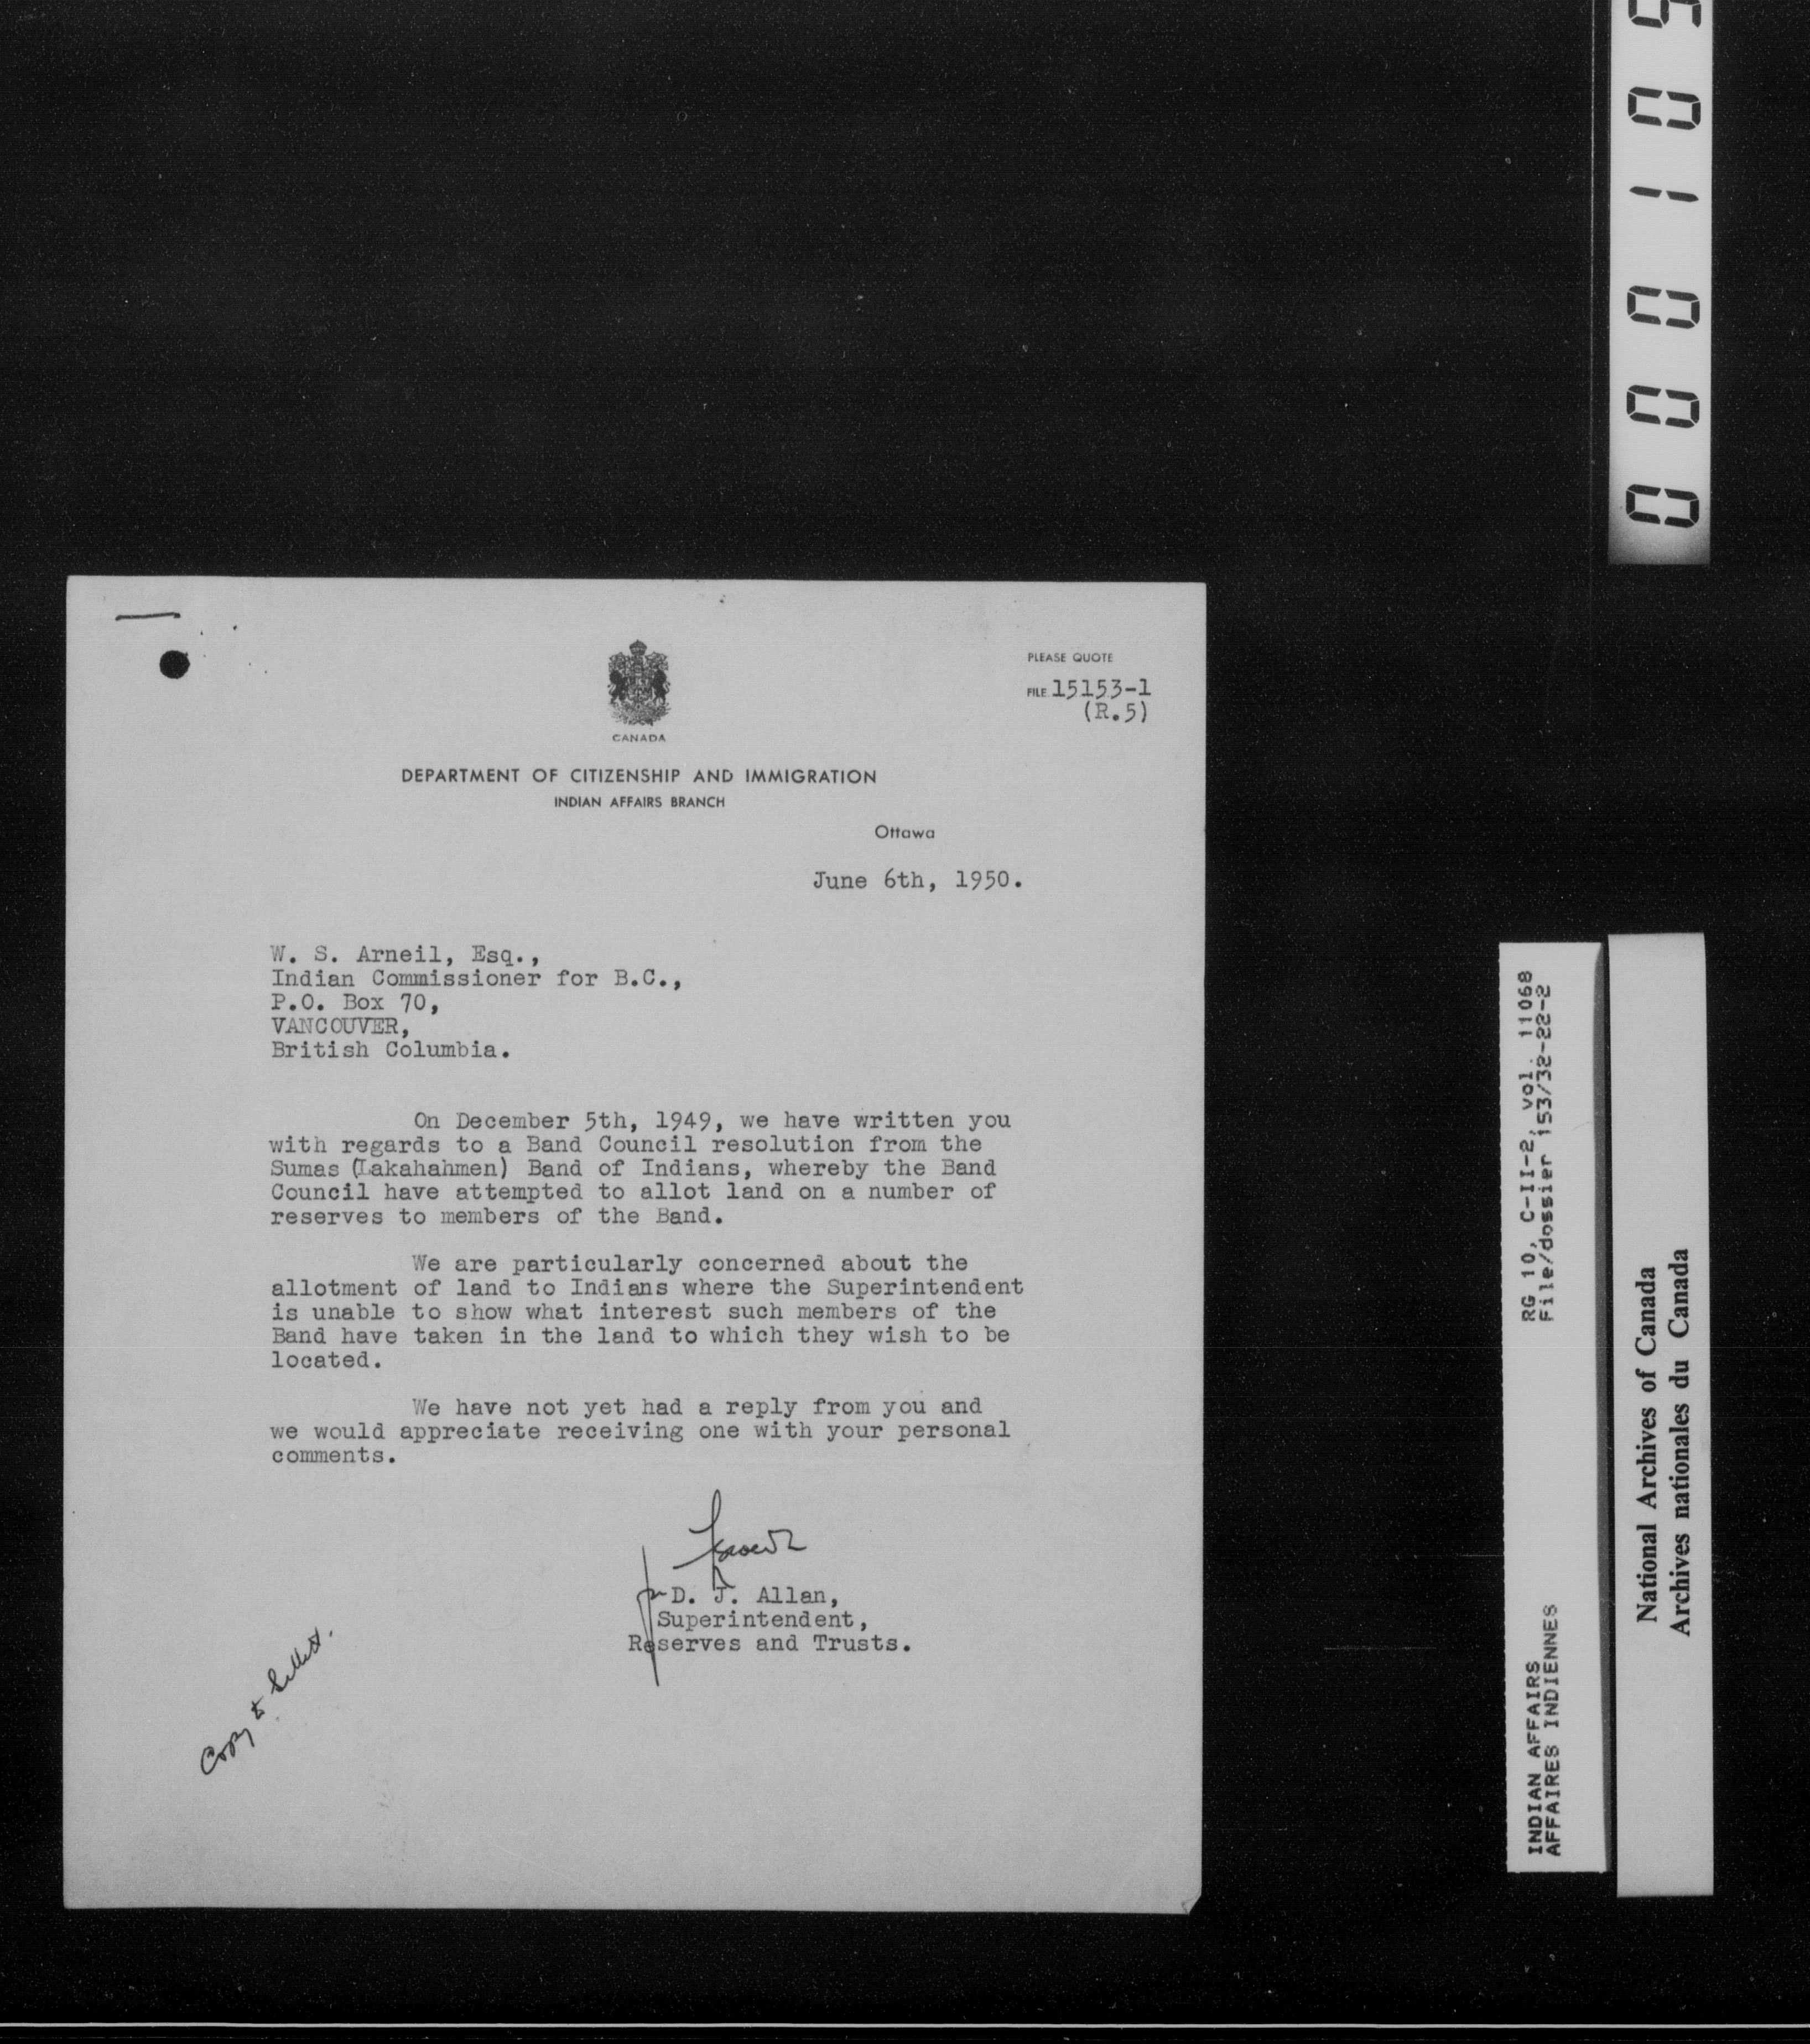 PLEASE QUOTE
FILE 15153-1
(R.5)
CANADA
DEPARTMENT OF CITIZENSHIP AND IMMIGRATION
INDIAN AFFAIRS BRANCH
Ottawa
June 6th, 1950.
W. S. Arneil, Esq.,
Indian Commissioner for B.C.,
P.O. Box 70,
VANCOUVER,
British Columbia.
On December 5th, 1949, we have written you
with regards to a Band Council resolution from the
Sumas (Lakahahmen) Band of Indians, whereby the Band
Council have attempted to allot land on a number of
reserves to members of the Band.
We are particularly concerned about the
allotment of land to Indians where the Superintendent
is unable to show what interest such members of the
Band have taken in the land to which they wish to be
located.
We have not yet had a reply from you and
we would appreciate receiving one with your personal
comments.
for D. J. Allan,
Superintendent,
Reserves and Trusts.
Copy to
000105
RG 10, C-II-2, vol. 11068
File/dossier 153/32-22-2
INDIAN AFFAIRS
AFFAIRES INDIENNES
National Archives of Canada
Archives nationales du Canada